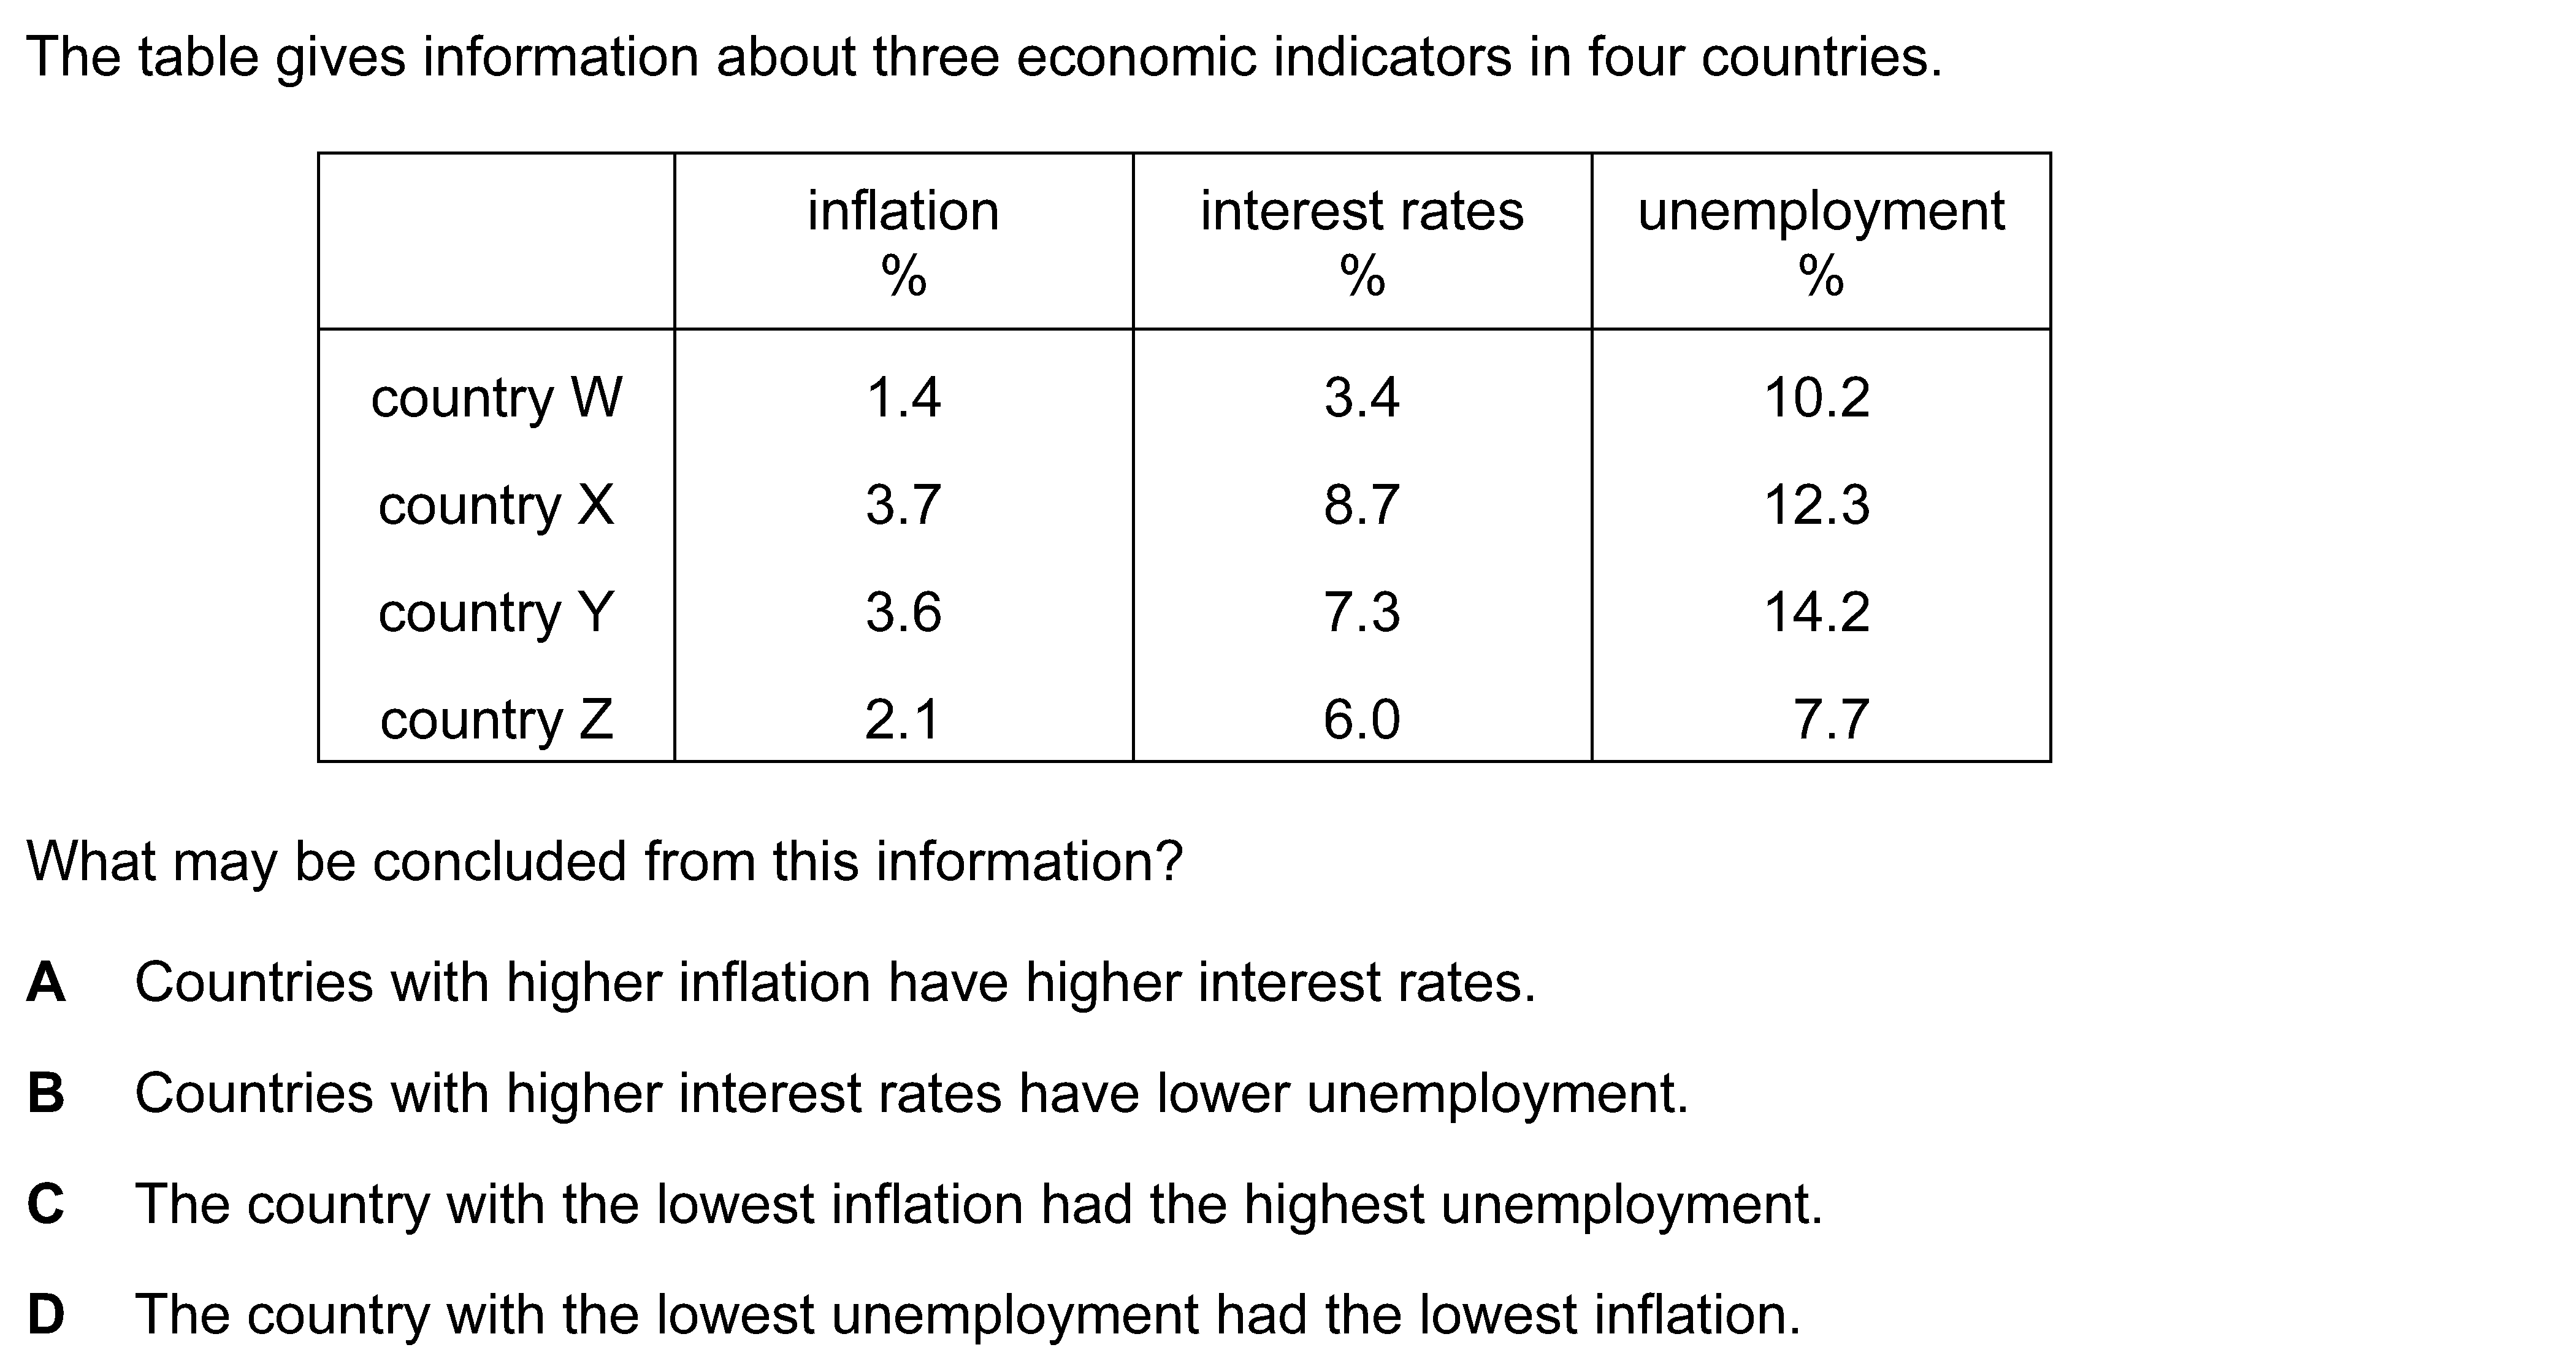 The table gives information about three economic indicators in four countries.
inflation % interest rates % unemployment %
country W 1.4 3.4 10.2
country X 3.7 8.7 12.3
country Y 3.6 7.3 14.2
country Z 2.1 6.0 7.7
What may be concluded from this information?
A Countries with higher inflation have higher interest rates.
B Countries with higher interest rates have lower unemployment.
C The country with the lowest inflation had the highest unemployment.
D The country with the lowest unemployment had the lowest inflation.